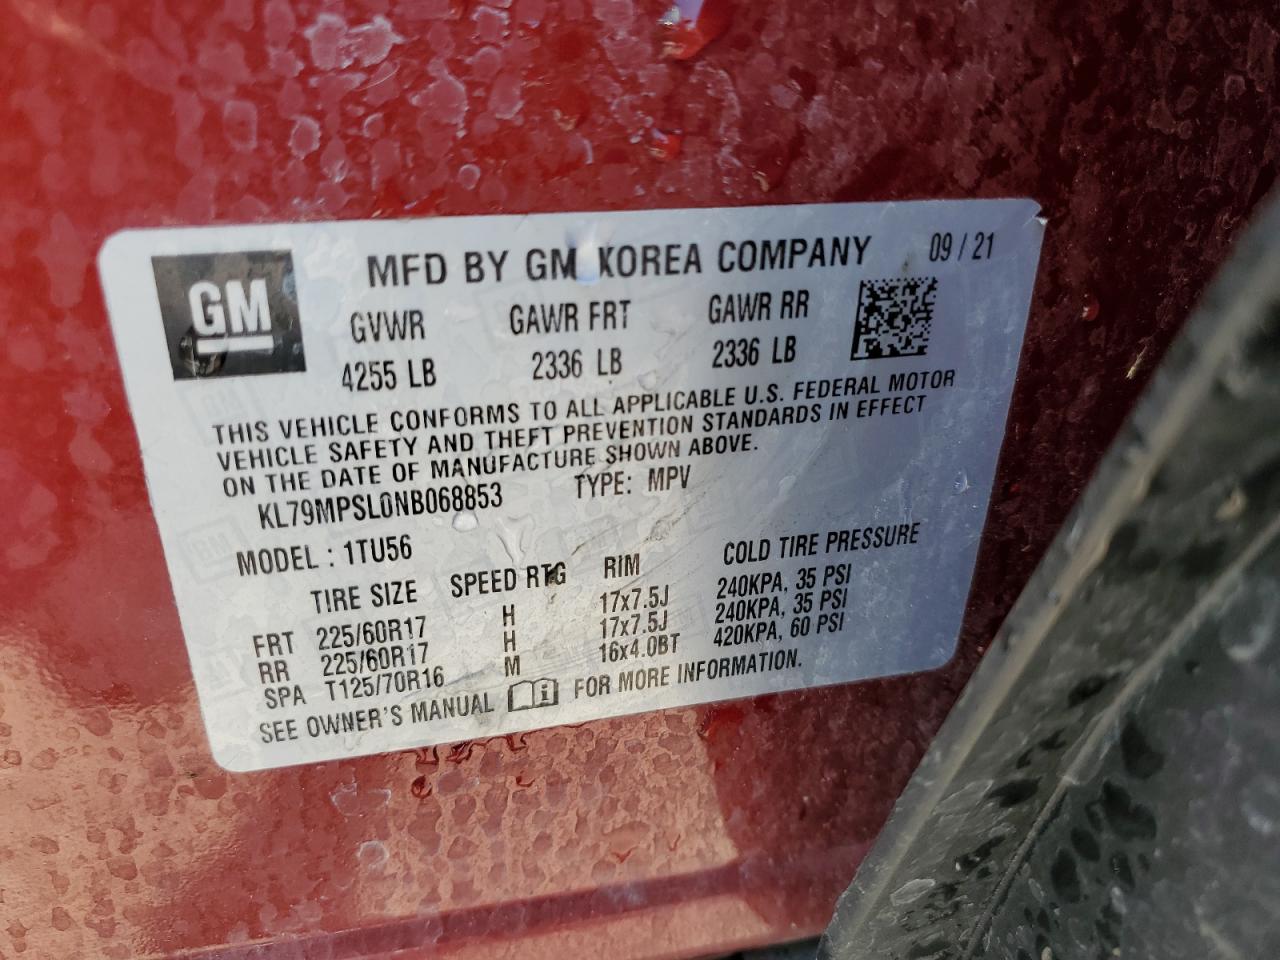 GM
MFD BY GM KOREA COMPANY 09 / 21
GVWR GAWR FRT GAWR RR
4255 LB 2336 LB 2336 LB
THIS VEHICLE CONFORMS TO ALL APPLICABLE U.S. FEDERAL MOTOR
VEHICLE SAFETY AND THEFT PREVENTION STANDARDS IN EFFECT
ON THE DATE OF MANUFACTURE SHOWN ABOVE.
KL79MPSL0NB068853 TYPE: MPV
MODEL : 1TU56
TIRE SIZE SPEED RTG RIM COLD TIRE PRESSURE
FRT 225/60R17 H 17x7.5J 240KPA, 35 PSI
RR 225/60R17 H 17x7.5J 240KPA, 35 PSI
SPA T125/70R16 M 16x4.0BT 420KPA, 60 PSI
SEE OWNER'S MANUAL FOR MORE INFORMATION.